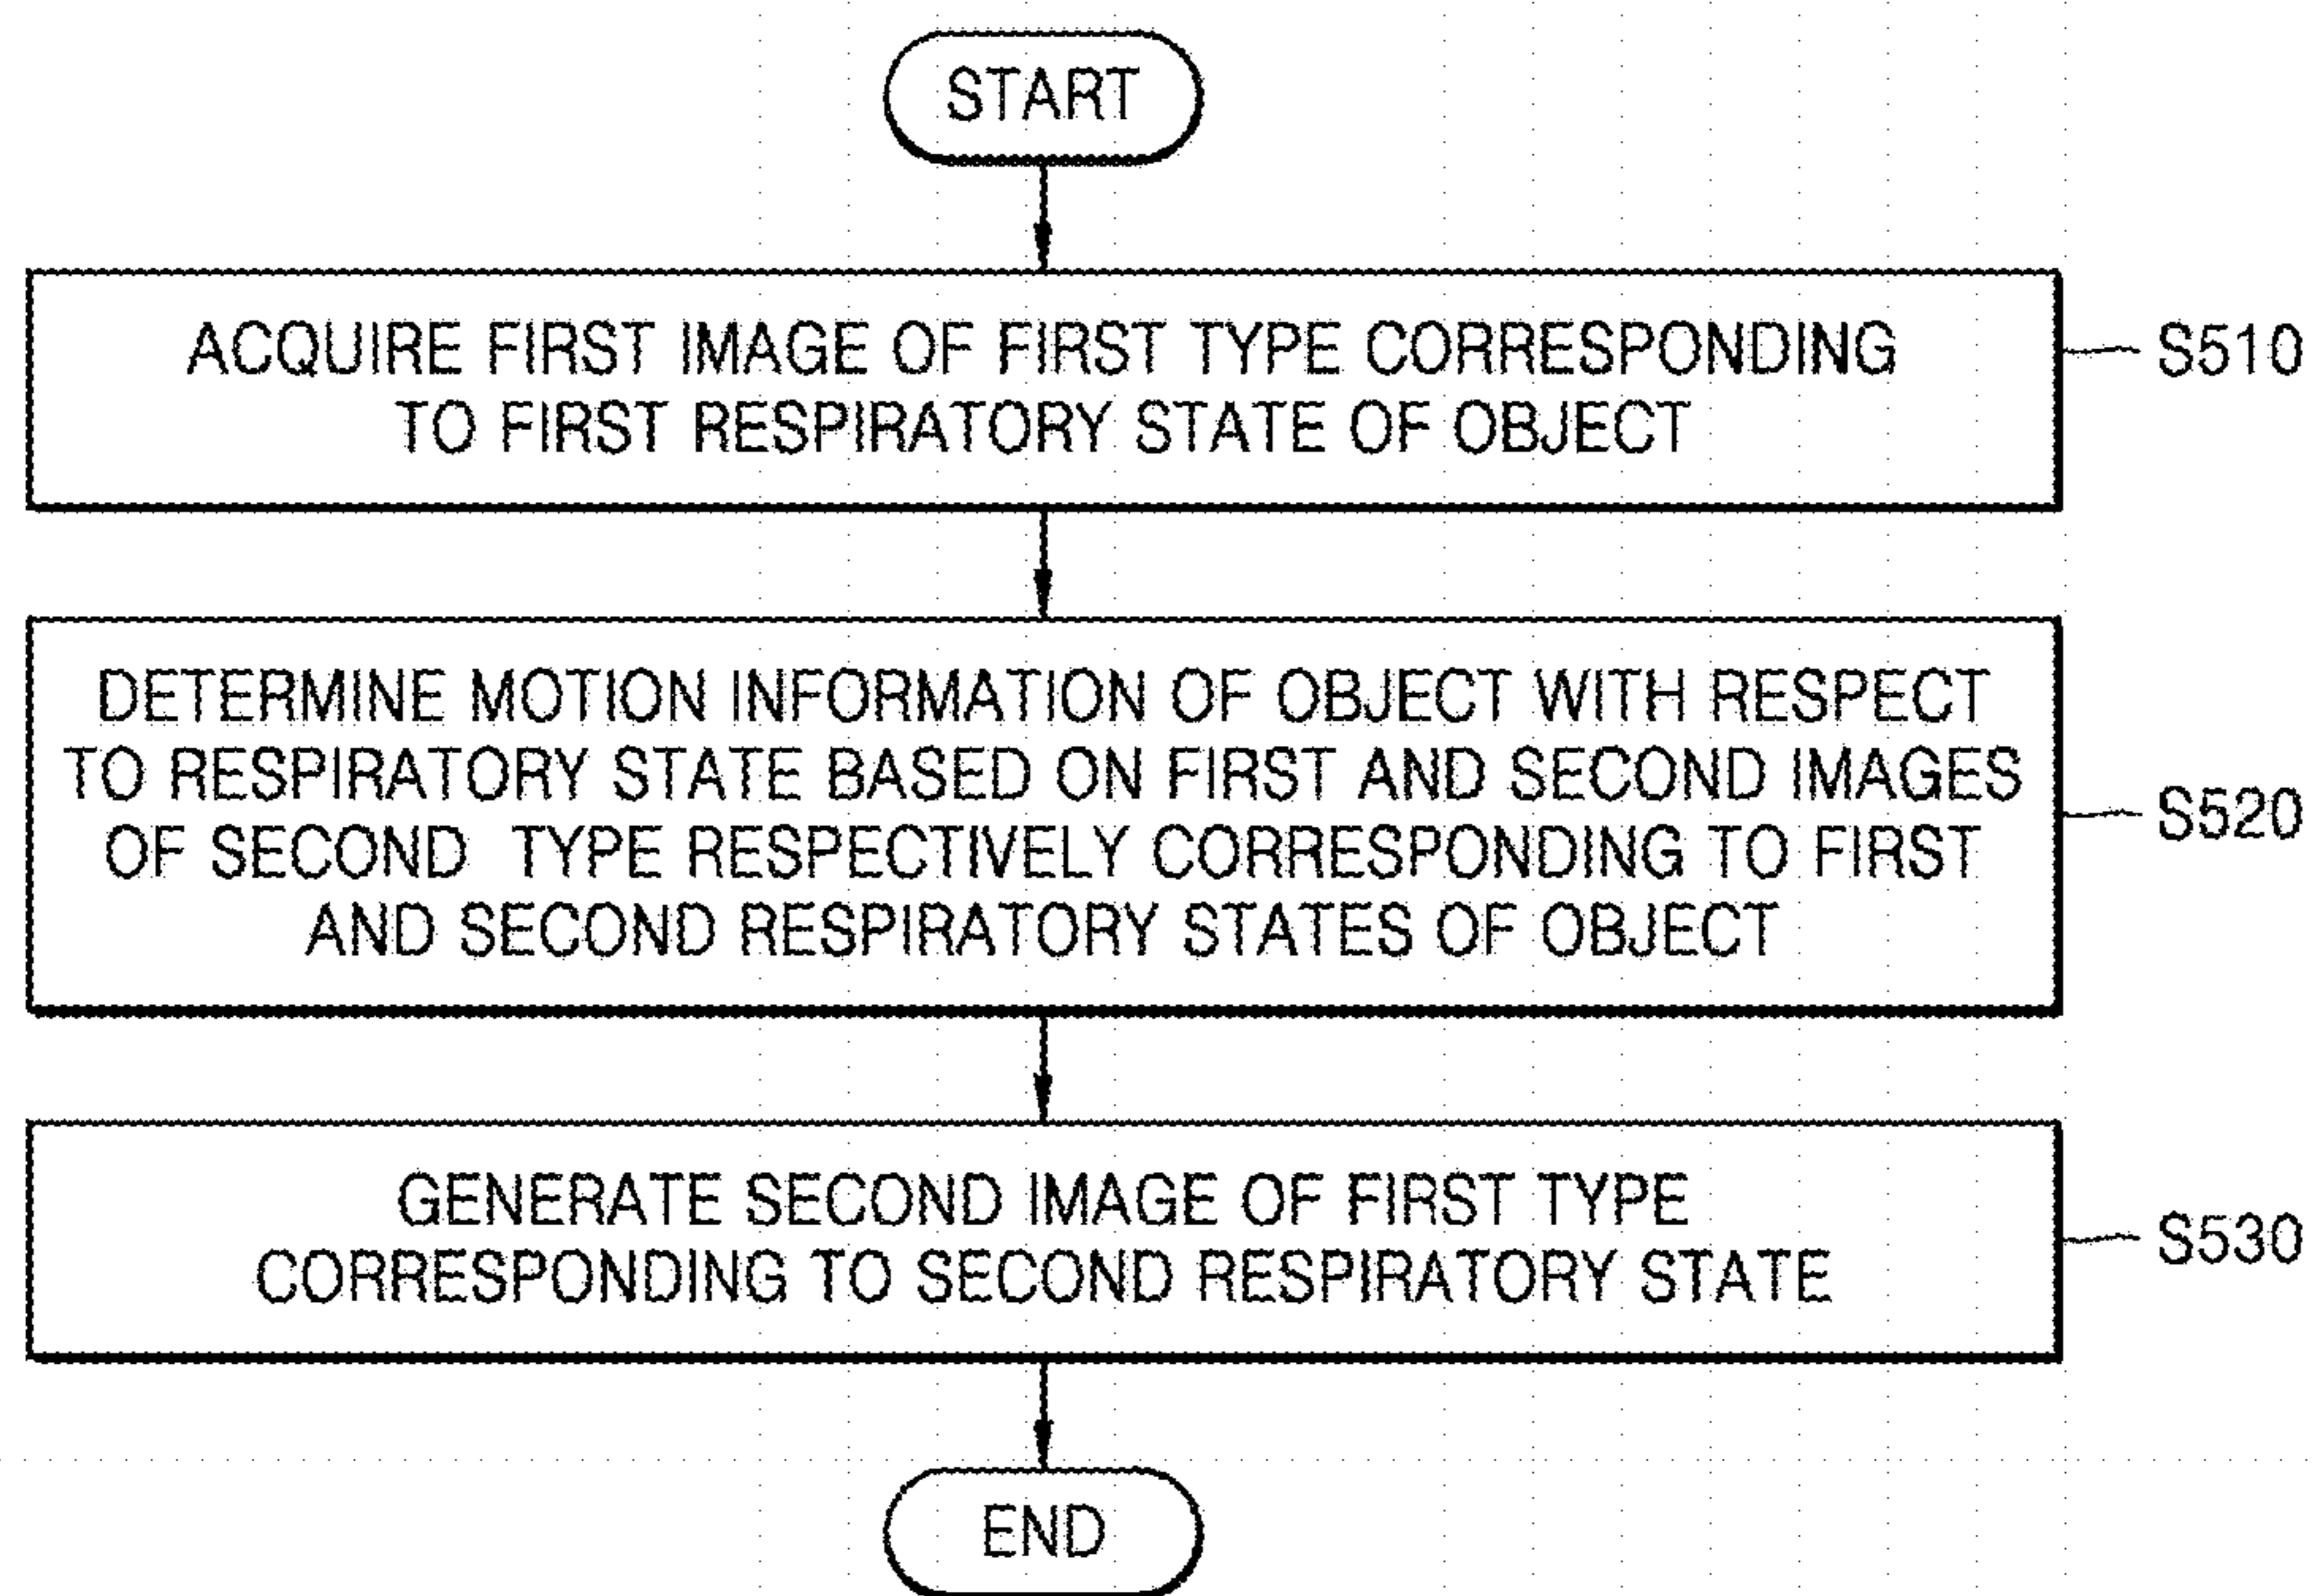 START
ACQUIRE FIRST IMAGE OF FIRST TYPE CORRESPONDING
TO FIRST RESPIRATORY STATE OF OBJECT
S510
DETERMINE MOTION INFORMATION OF OBJECT WITH RESPECT
TO RESPIRATORY STATE BASED ON FIRST AND SECOND IMAGES
OF SECOND TYPE RESPECTIVELY CORRESPONDING TO FIRST
AND SECOND RESPIRATORY STATES OF OBJECT
S520
GENERATE SECOND IMAGE OF FIRST TYPE
CORRESPONDING TO SECOND RESPIRATORY STATE
S530
END